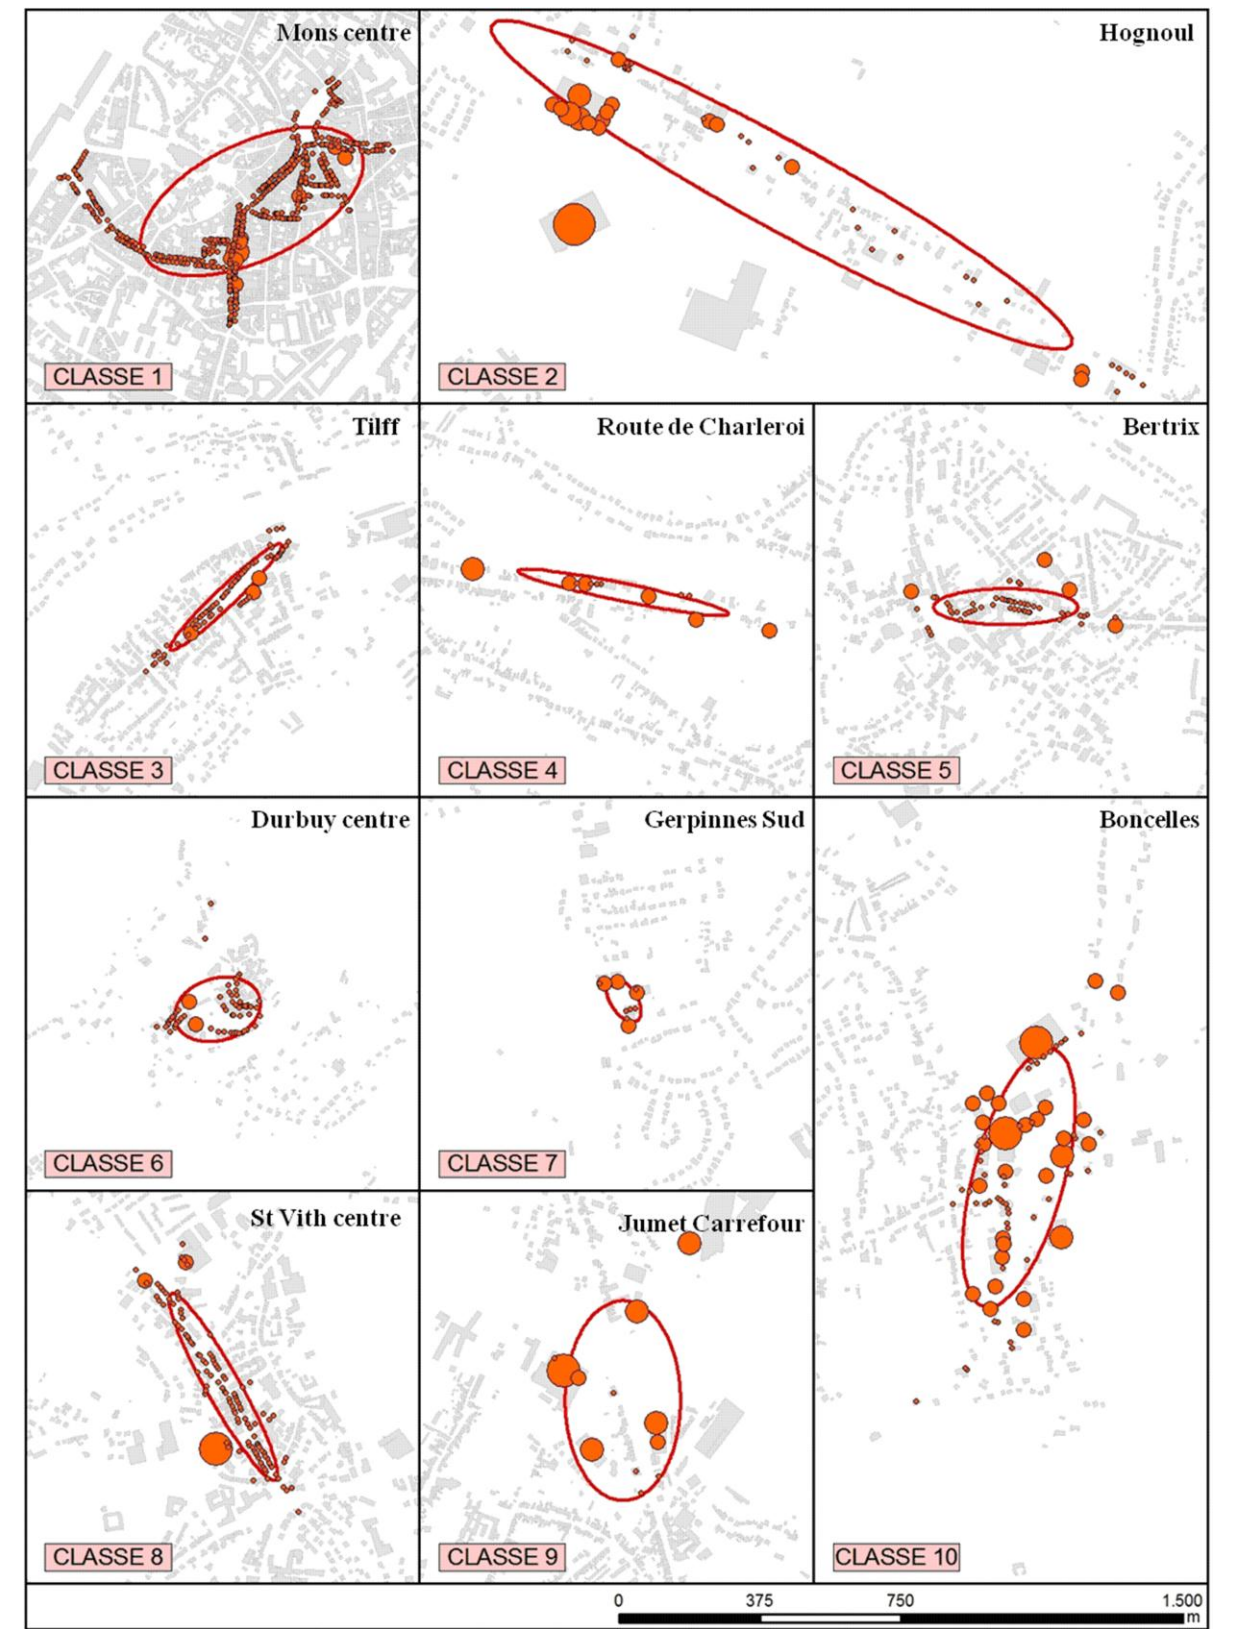 Mons centre
CLASSE 1
Hognoul
CLASSE 2
Tilff
CLASSE 3
Route de Charleroi
CLASSE 4
Bertrix
CLASSE 5
Durbuy centre
CLASSE 6
Gerpinnes Sud
CLASSE 7
Boncelles
CLASSE 10
St Vith centre
CLASSE 8
Jumet Carrefour
CLASSE 9
0 375 750 1.500
m